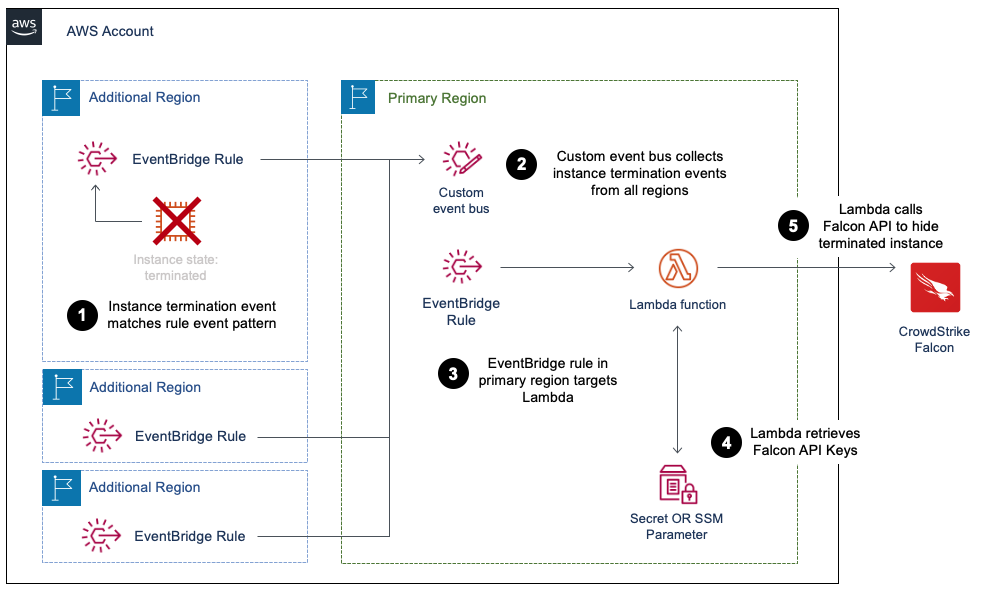 aws
AWS Account
Additional Region
EventBridge Rule
Instance state:
terminated
1
Instance termination event
matches rule event pattern
Additional Region
EventBridge Rule
Additional Region
EventBridge Rule
Primary Region
Custom
event bus
2
Custom event bus collects
instance termination events
from all regions
EventBridge
Rule
Lambda function
3
EventBridge rule in
primary region targets
Lambda
4
Lambda retrieves
Falcon API Keys
Secret OR SSM
Parameter
5
Lambda calls
Falcon API to hide
terminated instance
CrowdStrike
Falcon